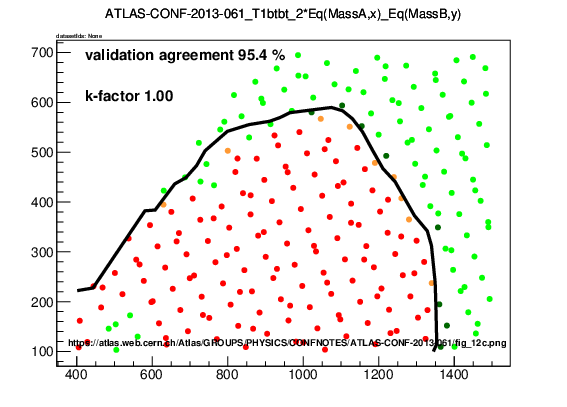 ATLAS-CONF-2013-061_T1btbt_2*Eq(MassA,x)_Eq(MassB,y)
datasetIds: None
700
validation agreement 95.4 %
k-factor 1.00
600
500
400
300
200
100
https://atlas.web.cern.ch/Atlas/GROUPS/PHYSICS/CONFNOTES/ATLAS-CONF-2013-061/fig_12c.png
400 600 800 1000 1200 1400